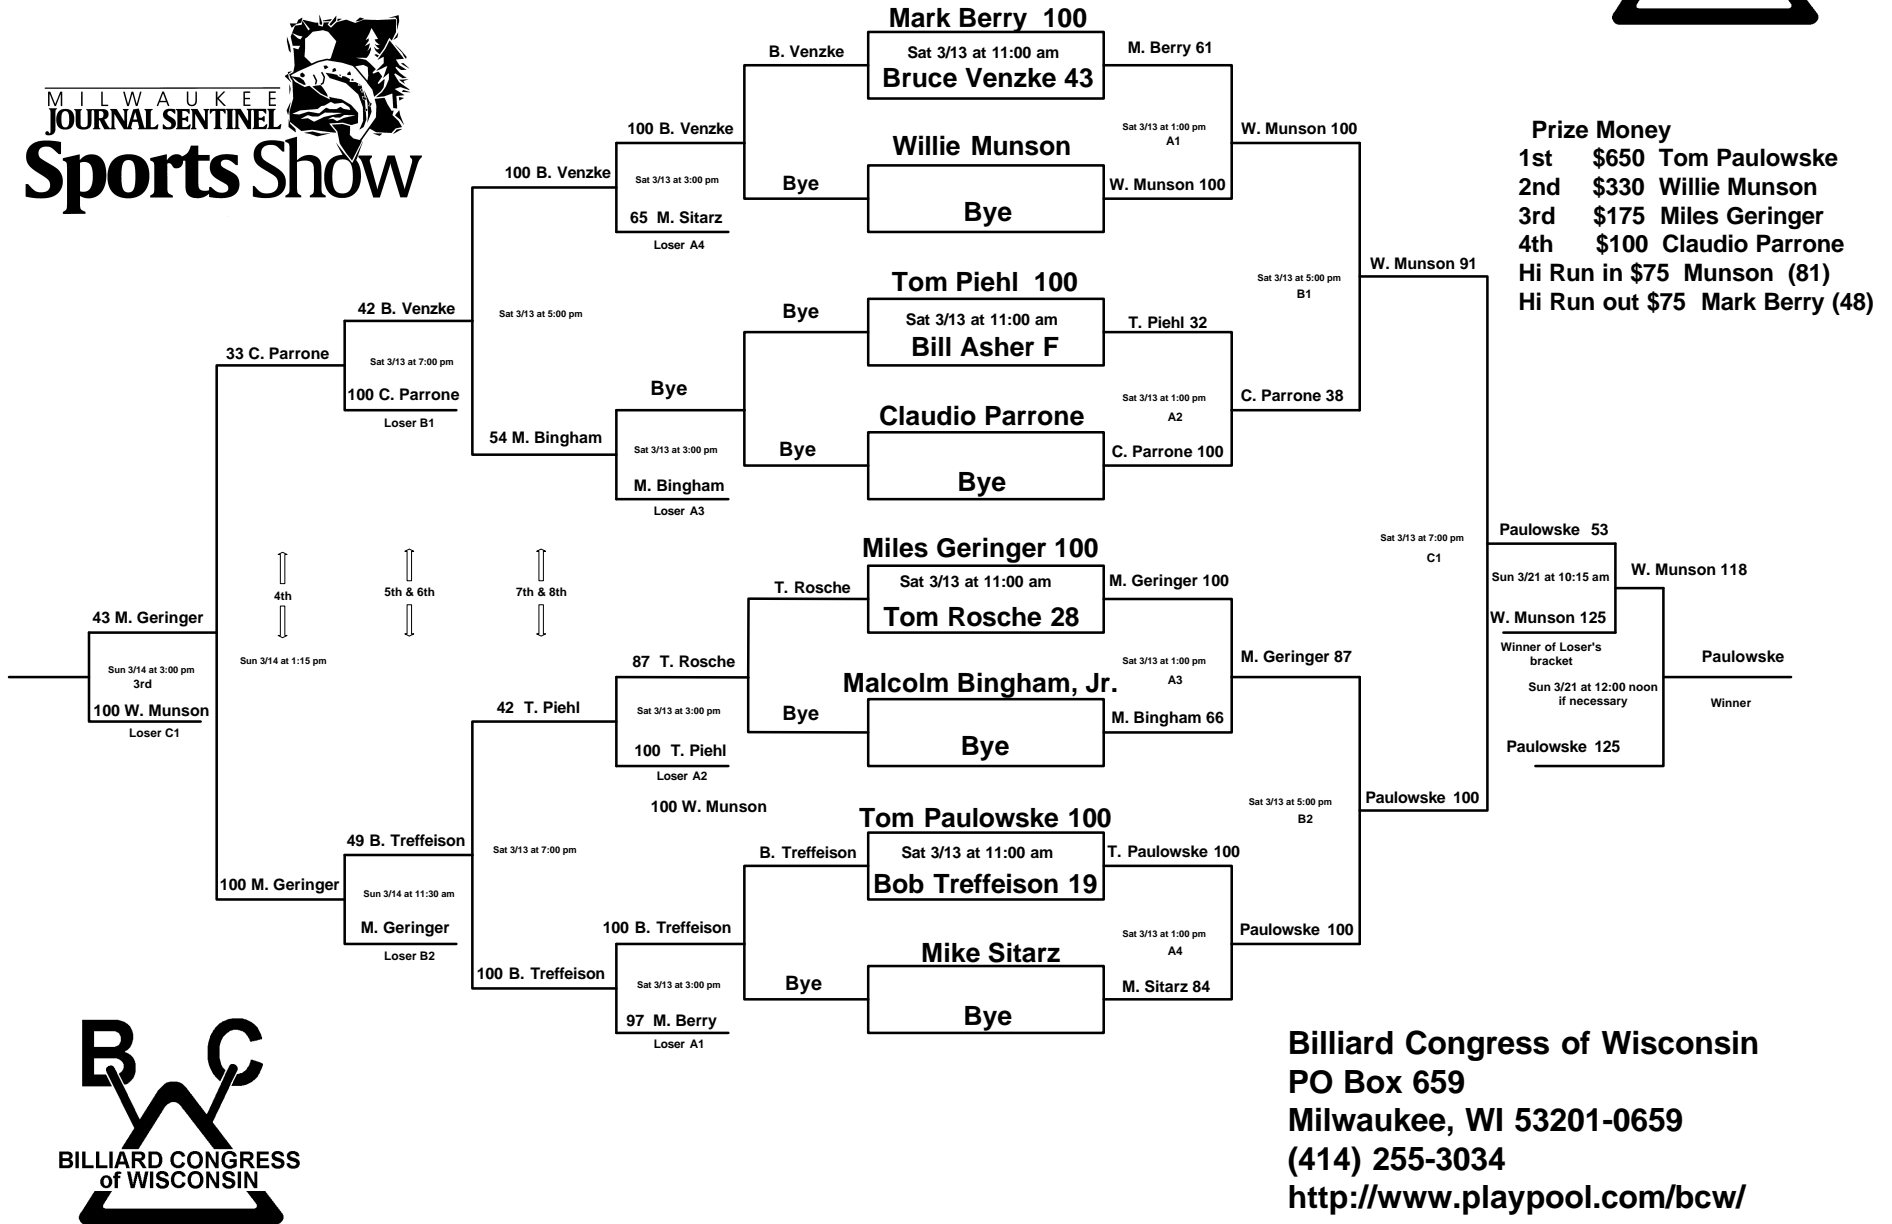 MILWAUKEE
JOURNAL SENTINEL
Sports Show
Prize Money
1st $650 Tom Paulowske
2nd $330 Willie Munson
3rd $175 Miles Geringer
4th $100 Claudio Parrone
Hi Run in $75 Munson (81)
Hi Run out $75 Mark Berry (48)
Mark Berry 100
Sat 3/13 at 11:00 am
Bruce Venzke 43
Willie Munson
Bye
Tom Piehl 100
Sat 3/13 at 11:00 am
Bill Asher F
Claudio Parrone
Bye
Miles Geringer 100
Sat 3/13 at 11:00 am
Tom Rosche 28
Malcolm Bingham, Jr.
Bye
Tom Paulowske 100
Sat 3/13 at 11:00 am
Bob Treffeison 19
Mike Sitarz
Bye
M. Berry 61
Sat 3/13 at 1:00 pm
A1
W. Munson 100
T. Piehl 32
Sat 3/13 at 1:00 pm
A2
C. Parrone 100
M. Geringer 100
Sat 3/13 at 1:00 pm
A3
M. Bingham 66
T. Paulowske 100
Sat 3/13 at 1:00 pm
A4
M. Sitarz 84
W. Munson 100
Sat 3/13 at 5:00 pm
B1
C. Parrone 38
M. Geringer 87
Sat 3/13 at 5:00 pm
B2
Paulowske 100
W. Munson 91
Sat 3/13 at 7:00 pm
C1
Paulowske 100
Paulowske 53
Sun 3/21 at 10:15 am
W. Munson 125
Winner of Loser's
bracket
W. Munson 118
Sun 3/21 at 12:00 noon
if necessary
Paulowske 125
Paulowske
Winner
B. Venzke
Bye
Bye
Bye
T. Rosche
Bye
B. Treffeison
Bye
100 B. Venzke
Sat 3/13 at 3:00 pm
65 M. Sitarz
Loser A4
Bye
Sat 3/13 at 3:00 pm
M. Bingham
Loser A3
87 T. Rosche
Sat 3/13 at 3:00 pm
100 T. Piehl
Loser A2
100 W. Munson
100 B. Treffeison
Sat 3/13 at 3:00 pm
97 M. Berry
Loser A1
100 B. Venzke
Sat 3/13 at 5:00 pm
54 M. Bingham
42 T. Piehl
Sat 3/13 at 7:00 pm
100 B. Treffeison
42 B. Venzke
Sat 3/13 at 7:00 pm
100 C. Parrone
Loser B1
49 B. Treffeison
Sun 3/14 at 11:30 am
M. Geringer
Loser B2
33 C. Parrone
4th
5th & 6th
7th & 8th
Sun 3/14 at 1:15 pm
100 M. Geringer
43 M. Geringer
Sun 3/14 at 3:00 pm
3rd
100 W. Munson
Loser C1
B C
BILLIARD CONGRESS
of WISCONSIN
Billiard Congress of Wisconsin
PO Box 659
Milwaukee, WI 53201-0659
(414) 255-3034
http://www.playpool.com/bcw/